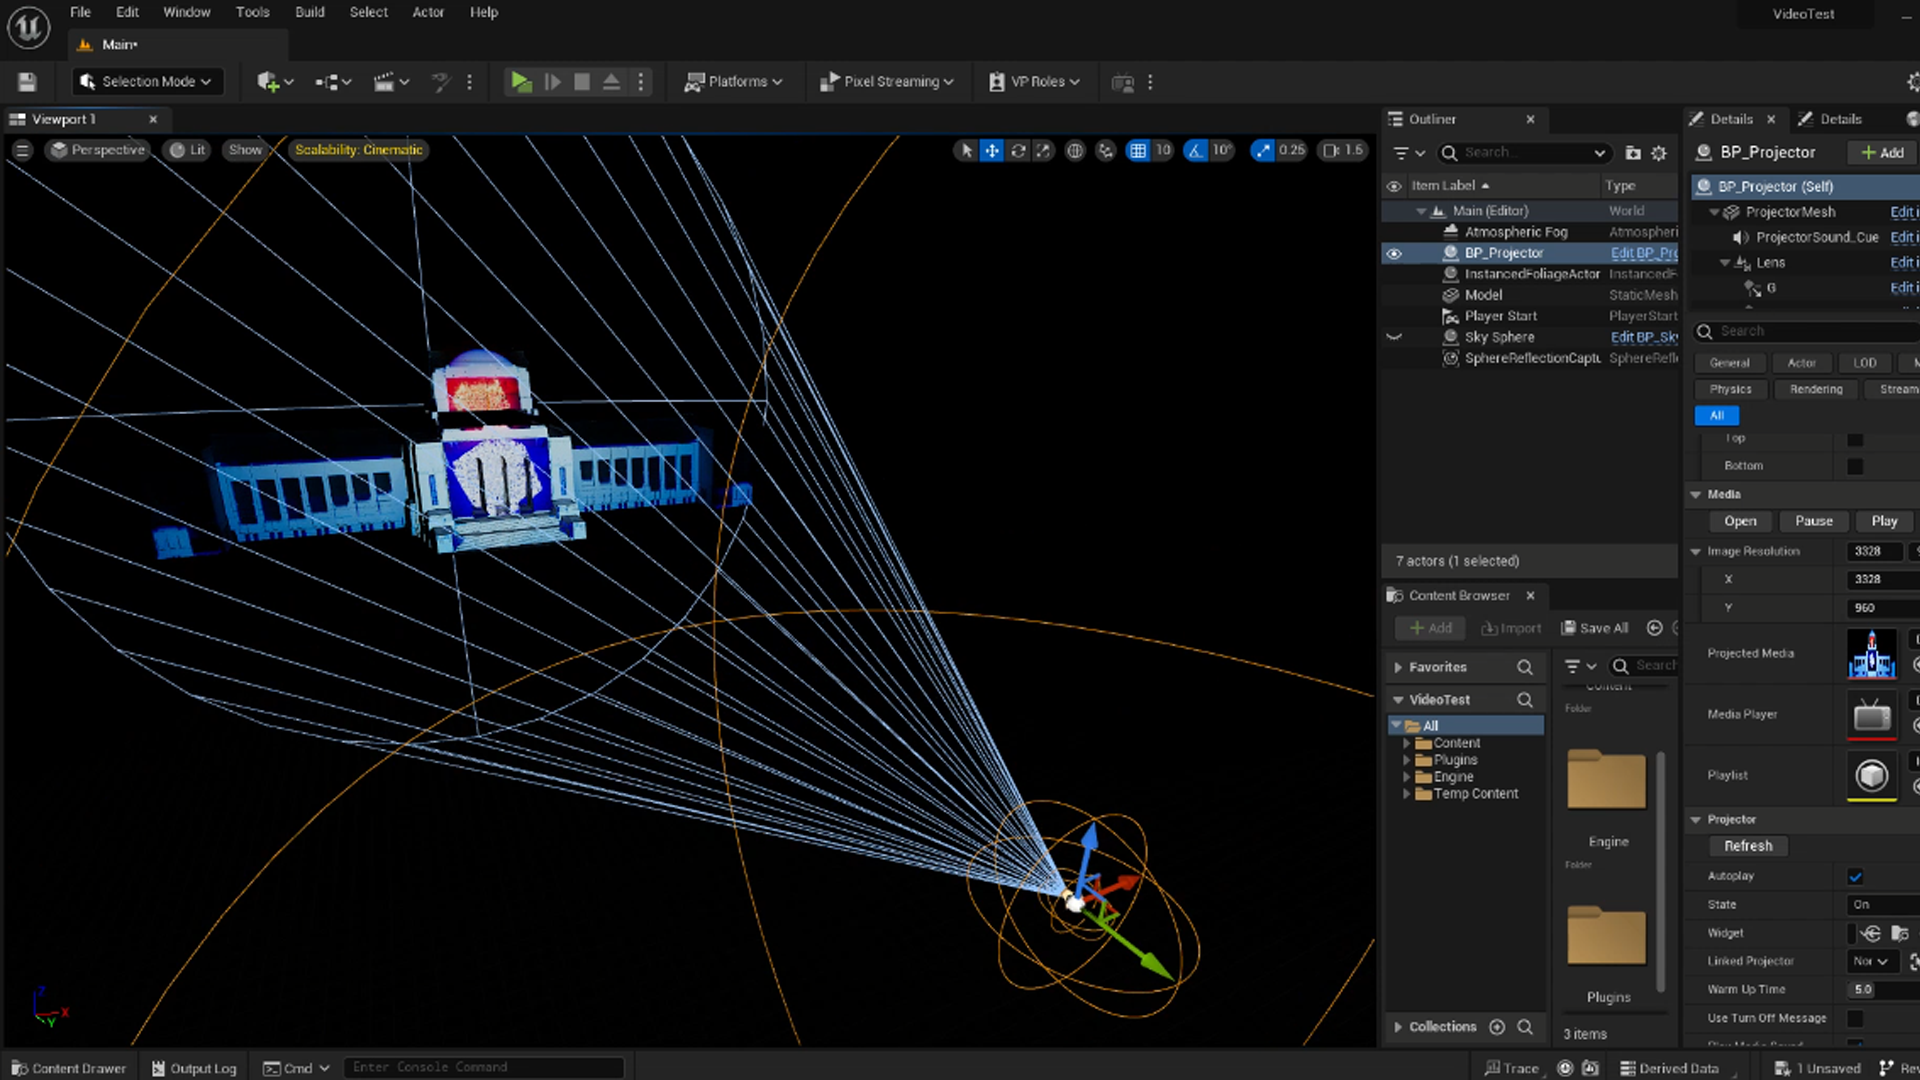 File Edit Window Tools Build Select Actor Help
VideoTest
Main*
Selection Mode
Platforms
Pixel Streaming
VP Roles
Viewport 1
Perspective Lit Show Scalability: Cinematic
10 10° 0.25 1.5
Outliner
Search...
Item Label Type
Main (Editor) World
Atmospheric Fog Atmospheri
BP_Projector Edit BP_Pro
InstancedFoliageActor InstancedF
Model StaticMesh
Player Start PlayerStart
Sky Sphere Edit BP_Sky
SphereReflectionCaptu SphereRefl
7 actors (1 selected)
Content Browser
Add Import Save All
Favorites
VideoTest
All
Content
Plugins
Engine
Temp Content
Collections
Search
Content
Folder
Engine
Folder
Plugins
3 items
Details Details
BP_Projector Add
BP_Projector (Self)
ProjectorMesh Edit i
ProjectorSound_Cue Edit i
Lens Edit i
G Edit i
Search
General Actor LOD M
Physics Rendering Stream
All
Top
Bottom
Media
Open Pause Play
Image Resolution 3328
X 3328
Y 960
Projected Media
Media Player
Playlist
Projector
Refresh
Autoplay
State On
Widget
Linked Projector Nor
Warm Up Time 5.0
Use Turn Off Message
Play Media Sound
Z
X
Y
Content Drawer Output Log Cmd Enter Console Command
Trace Derived Data 1 Unsaved Rev